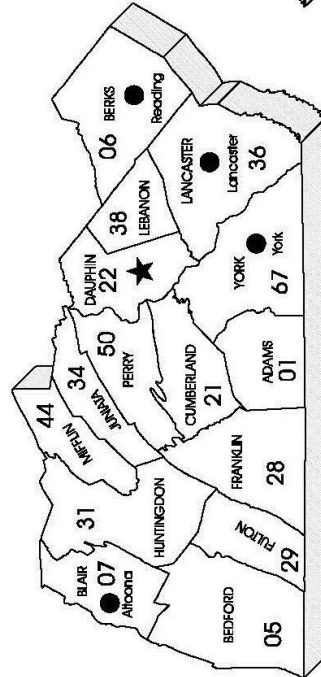 44
MIFFLIN
34
JUNIATA
31
HUNTINGDON
BLAIR
07
Altoona
50
PERRY
DAUPHIN
22
38
LEBANON
06
BERKS
Reading
LANCASTER
Lancaster
36
CUMBERLAND
21
YORK
York
67
ADAMS
01
FRANKLIN
28
FULTON
29
BEDFORD
05